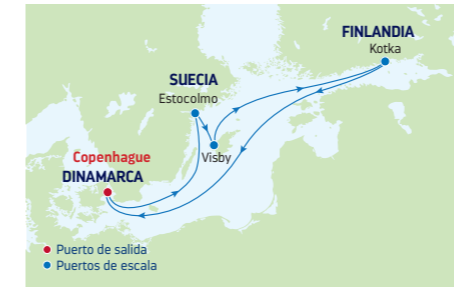 FINLANDIA
Kotka
SUECIA
Estocolmo
Visby
Copenhague
DINAMARCA
Puerto de salida
Puertos de escala